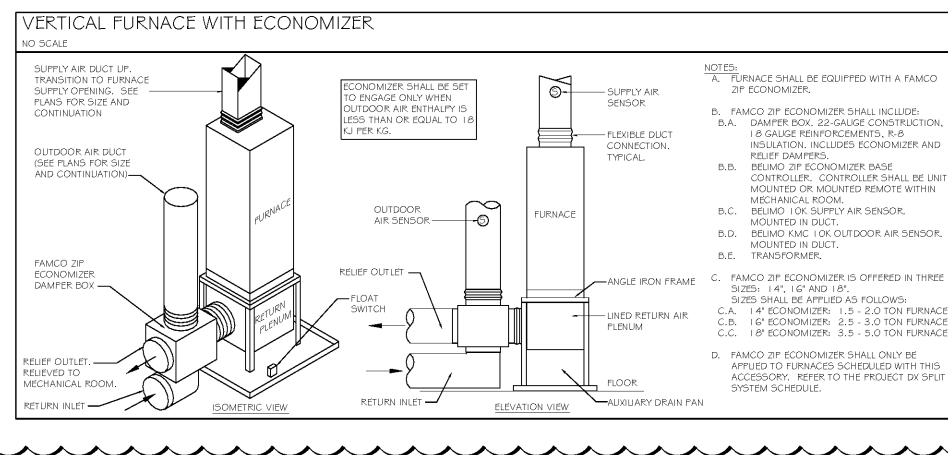 VERTICAL FURNACE WITH ECONOMIZER
NO SCALE
SUPPLY AIR DUCT UP.
TRANSITION TO FURNACE
SUPPLY OPENING. SEE
PLANS FOR SIZE AND
CONTINUATION
OUTDOOR AIR DUCT
(SEE PLANS FOR SIZE
AND CONTINUATION)
FAMCO ZIP
ECONOMIZER
DAMPER BOX
RELIEF OUTLET.
RELIEVED TO
MECHANICAL ROOM.
RETURN INLET
FURNACE
RETURN
PLENUM
FLOAT
SWITCH
ISOMETRIC VIEW
ECONOMIZER SHALL BE SET
TO ENGAGE ONLY WHEN
OUTDOOR AIR ENTHALPY IS
LESS THAN OR EQUAL TO 18
KJ PER KG.
OUTDOOR
AIR SENSOR
S
RELIEF OUTLET
RETURN INLET
S
SUPPLY AIR
SENSOR
FLEXIBLE DUCT
CONNECTION.
TYPICAL.
FURNACE
ANGLE IRON FRAME
LINED RETURN AIR
PLENUM
FLOOR
AUXILIARY DRAIN PAN
ELEVATION VIEW
NOTES:
A. FURNACE SHALL BE EQUIPPED WITH A FAMCO
ZIP ECONOMIZER.
B. FAMCO ZIP ECONOMIZER SHALL INCLUDE:
B.A. DAMPER BOX. 22-GAUGE CONSTRUCTION,
18 GAUGE REINFORCEMENTS, R-8
INSULATION. INCLUDES ECONOMIZER AND
RELIEF DAMPERS.
B.B. BELIMO ZIP ECONOMIZER BASE
CONTROLLER. CONTROLLER SHALL BE UNIT
MOUNTED OR MOUNTED REMOTE WITHIN
MECHANICAL ROOM.
B.C. BELIMO 10K SUPPLY AIR SENSOR.
MOUNTED IN DUCT.
B.D. BELIMO KMC 10K OUTDOOR AIR SENSOR.
MOUNTED IN DUCT.
B.E. TRANSFORMER.
C. FAMCO ZIP ECONOMIZER IS OFFERED IN THREE
SIZES: 14", 16" AND 18".
SIZES SHALL BE APPLIED AS FOLLOWS:
C.A. 14" ECONOMIZER: 1.5 - 2.0 TON FURNACE
C.B. 16" ECONOMIZER: 2.5 - 3.0 TON FURNACE
C.C. 18" ECONOMIZER: 3.5 - 5.0 TON FURNACE
D. FAMCO ZIP ECONOMIZER SHALL ONLY BE
APPLIED TO FURNACES SCHEDULED WITH THIS
ACCESSORY. REFER TO THE PROJECT DX SPLIT
SYSTEM SCHEDULE.